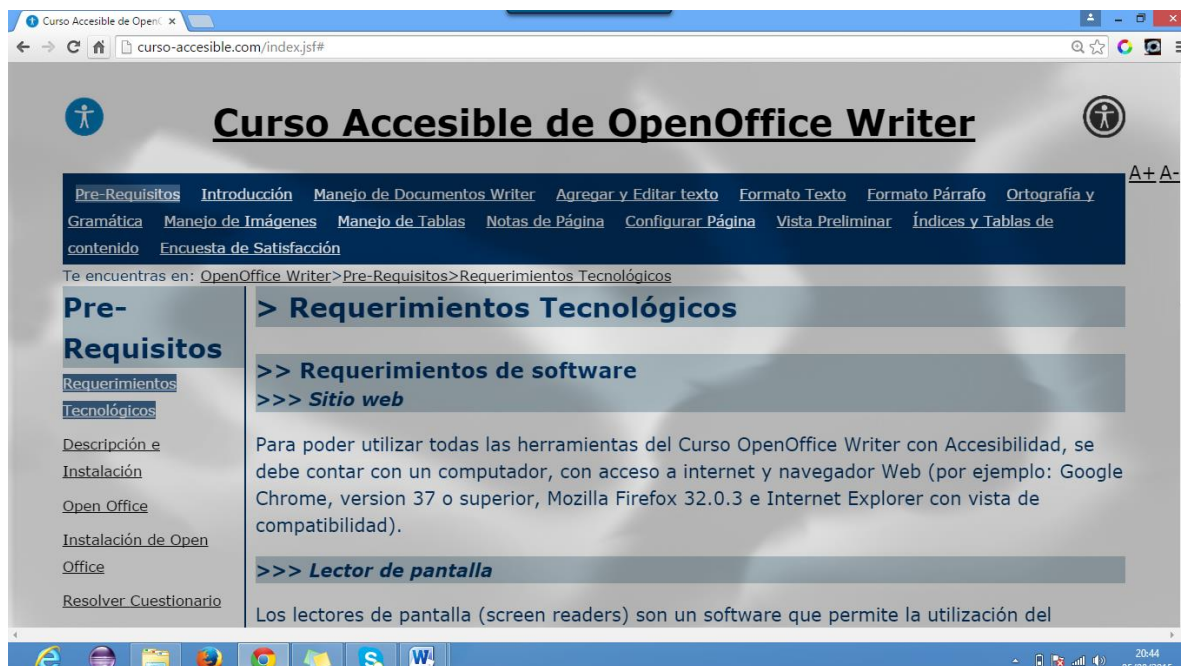 Curso Accesible de Open
curso-accesible.com/index.jsf#
Curso Accesible de OpenOffice Writer
A+ A-
Pre-Requisitos Introducción Manejo de Documentos Writer Agregar y Editar texto Formato Texto Formato Párrafo Ortografía y
Gramática Manejo de Imágenes Manejo de Tablas Notas de Página Configurar Página Vista Preliminar Índices y Tablas de
contenido Encuesta de Satisfacción
Te encuentras en: OpenOffice Writer>Pre-Requisitos>Requerimientos Tecnológicos
Pre-
Requisitos
Requerimientos
Tecnológicos
Descripción e
Instalación
Open Office
Instalación de Open
Office
Resolver Cuestionario
> Requerimientos Tecnológicos
>> Requerimientos de software
>>> Sitio web
Para poder utilizar todas las herramientas del Curso OpenOffice Writer con Accesibilidad, se
debe contar con un computador, con acceso a internet y navegador Web (por ejemplo: Google
Chrome, version 37 o superior, Mozilla Firefox 32.0.3 e Internet Explorer con vista de
compatibilidad).
>>> Lector de pantalla
Los lectores de pantalla (screen readers) son un software que permite la utilización del
20:44